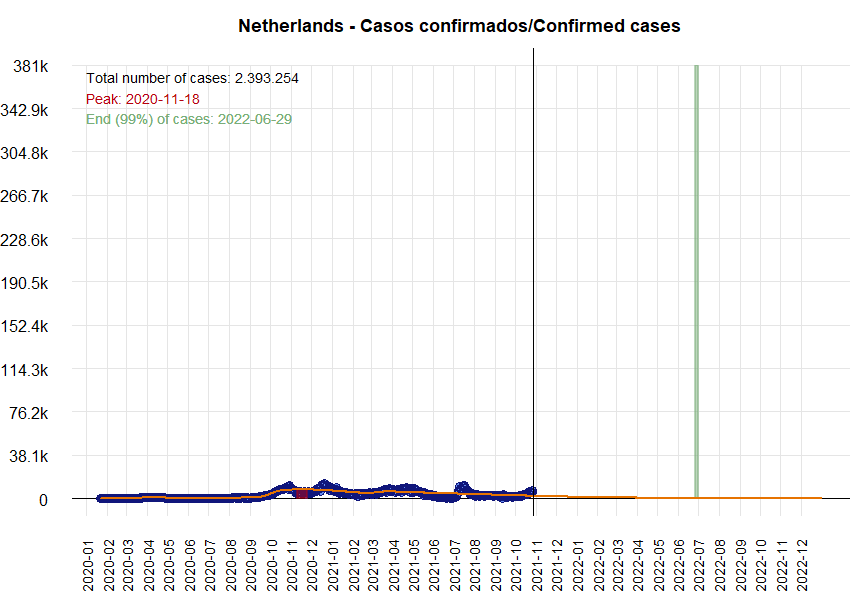 Netherlands - Casos confirmados/Confirmed cases
381k
Total number of cases: 2.393.254
Peak: 2020-11-18
End (99%) of cases: 2022-06-29
342.9k
304.8k
266.7k
228.6k
190.5k
152.4k
114.3k
76.2k
38.1k
0
2020-01
2020-02
2020-03
2020-04
2020-05
2020-06
2020-07
2020-08
2020-09
2020-10
2020-11
2020-12
2021-01
2021-02
2021-03
2021-04
2021-05
2021-06
2021-07
2021-08
2021-09
2021-10
2021-11
2021-12
2022-01
2022-02
2022-03
2022-04
2022-05
2022-06
2022-07
2022-08
2022-09
2022-10
2022-11
2022-12